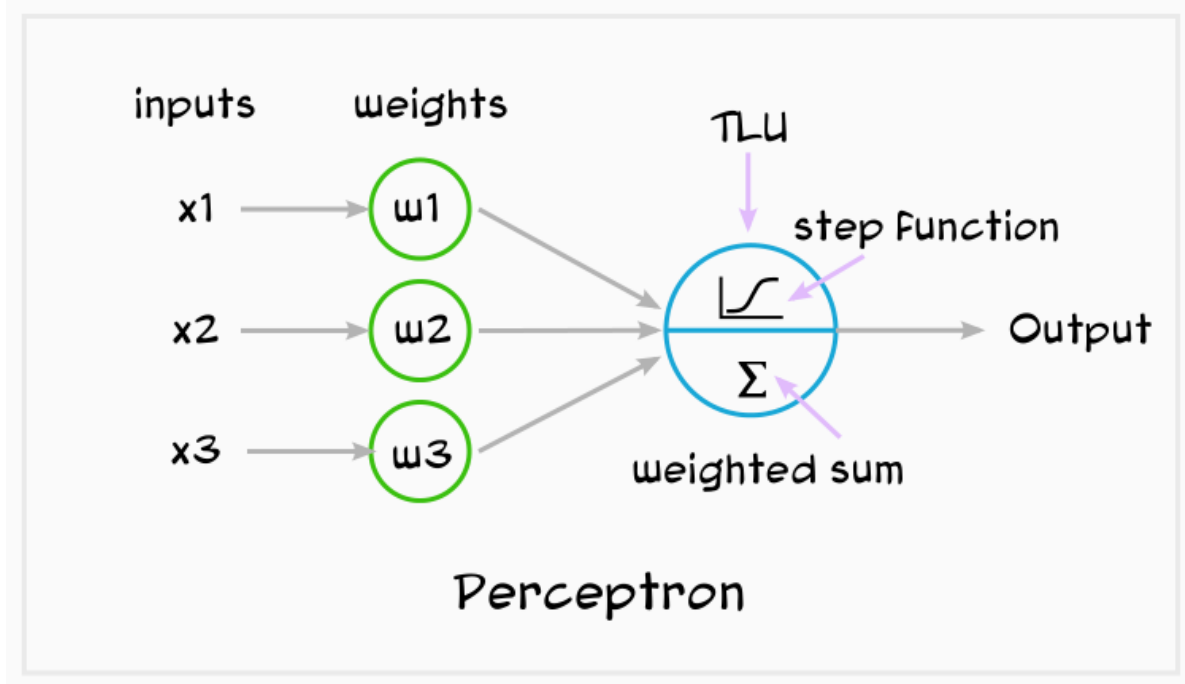 inputs
weights
TLU
x1
w1
step Function
x2
w2
Output
Σ
x3
w3
weighted sum
Perceptron